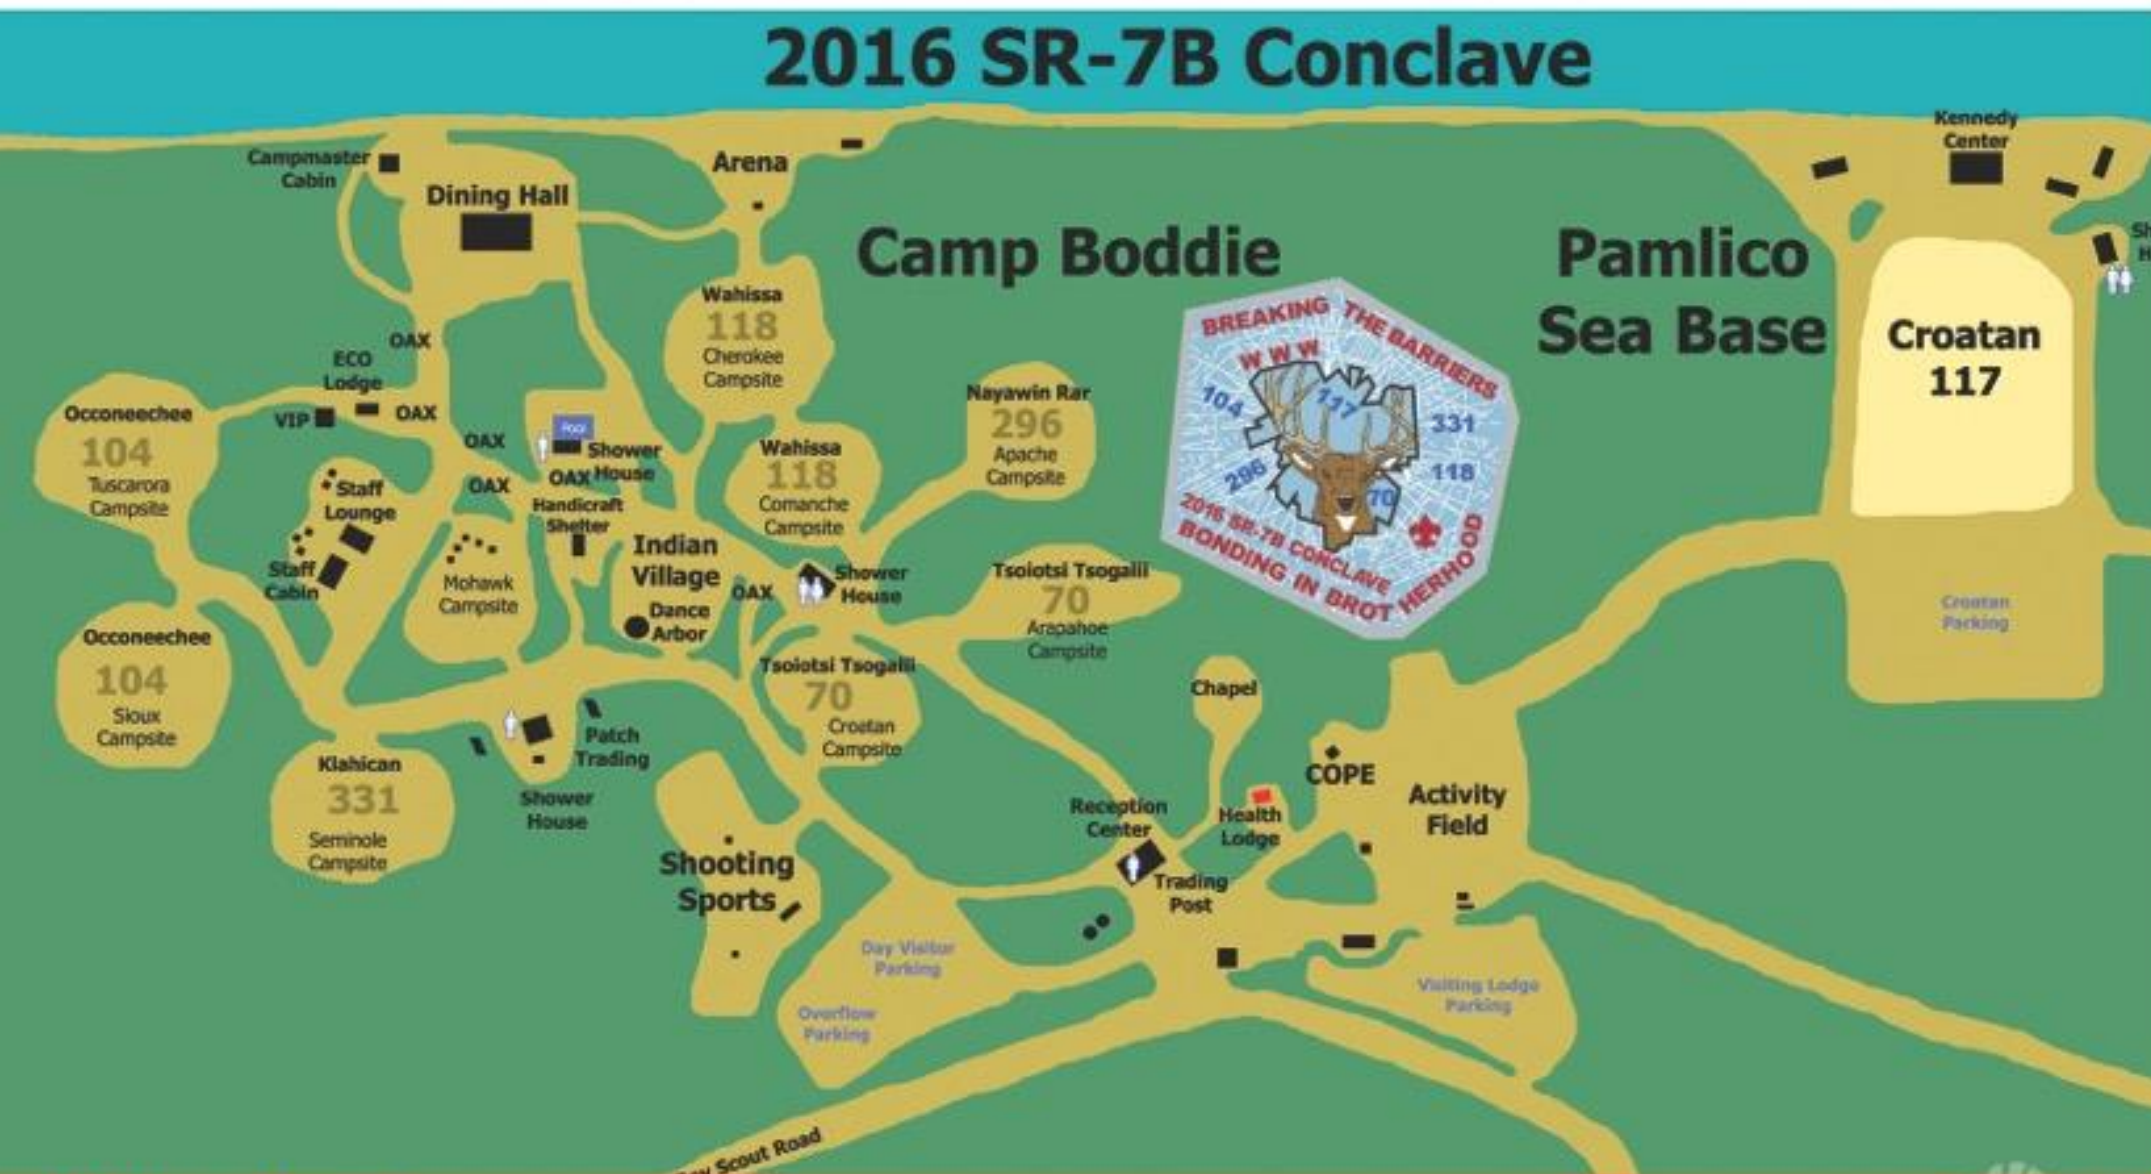 2016 SR-7B Conclave
Kennedy
Center
Campmaster
Cabin
Arena
Dining Hall
Camp Boddie
Pamlico
Sea Base
Wahissa
118
Cherokee
Campsite
BREAKING THE BARRIERS
WWW
104
117
331
296
118
70
2016 SR-7B CONCLAVE
BONDING IN BROTHERHOOD
Croatan
117
OAX
ECO
Lodge
VIP
OAX
Occoneechee
104
Tuscarora
Campsite
OAX
OAX
Pool
Shower
House
OAX
Handicraft
Shelter
Wahissa
118
Comanche
Campsite
Nayawin Rar
296
Apache
Campsite
Staff
Lounge
Staff
Cabin
Mohawk
Campsite
Indian
Village
Dance
Arbor
OAX
Shower
House
Tsoiotsi Tsogalii
70
Arapahoe
Campsite
Croatan
Parking
Occoneechee
104
Sioux
Campsite
Tsoiotsi Tsogalii
70
Croatan
Campsite
Chapel
Patch
Trading
Klahican
331
Seminole
Campsite
Shower
House
COPE
Activity
Field
Reception
Center
Health
Lodge
Shooting
Sports
Trading
Post
Day Visitor
Parking
Overflow
Parking
Visiting Lodge
Parking
Scout Road